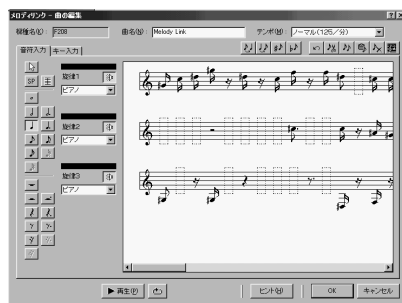 メロディリンク - 曲の編集
機種名(K): F208
曲名(N): Melody Link
テンポ(M): ノーマル(125／分)
音符入力 キー入力
SP
旋律1
ピアノ
旋律2
ピアノ
旋律3
ピアノ
再生(P)
ヒント(H)
OK
キャンセル